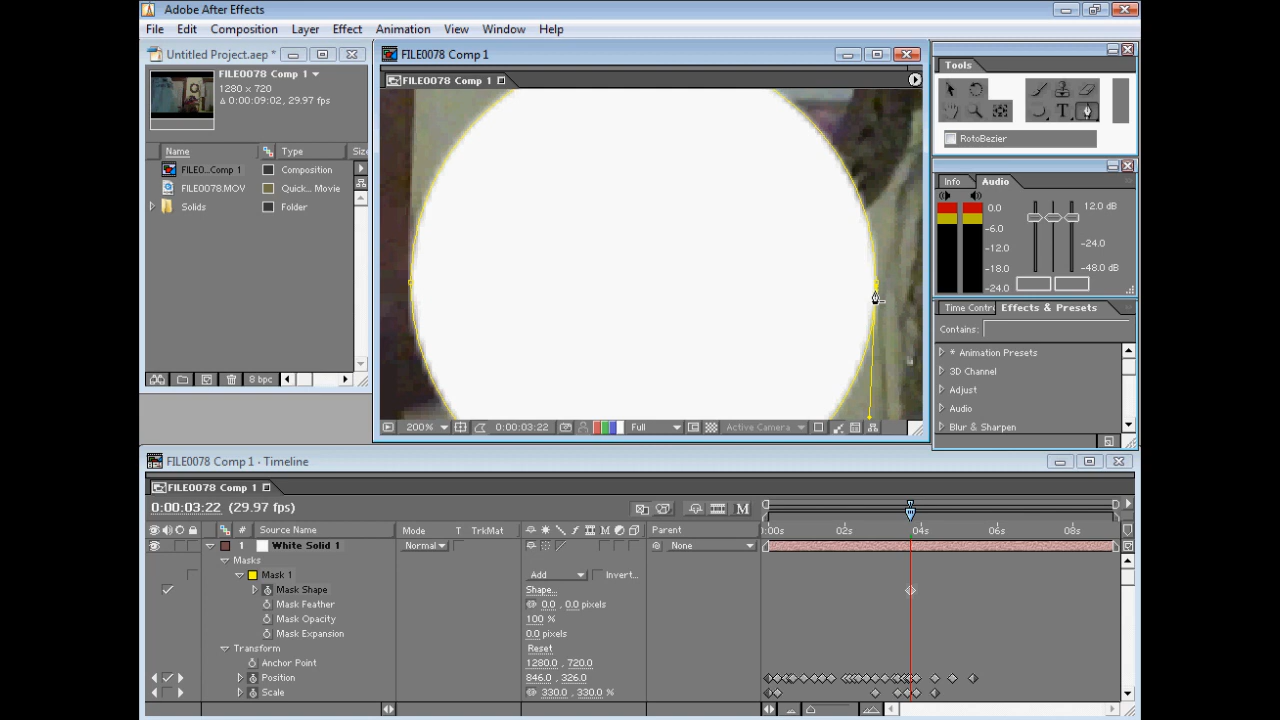 Adobe After Effects
File Edit Composition Layer Effect Animation View Window Help
Untitled Project.aep *
FILE0078 Comp 1
1280 x 720
Δ 0:00:09:02, 29.97 fps
Name Type Size
FILE0...Comp 1 Composition
FILE0078.MOV Quick... Movie
Solids Folder
8 bpc
FILE0078 Comp 1
FILE0078 Comp 1
200% 0:00:03:22 Full Active Camera
Tools
T
RotoBezier
Info Audio
0.0 12.0 dB
-6.0
-12.0 -24.0
-18.0 -48.0 dB
-24.0
Time Contr Effects & Presets
Contains:
* Animation Presets
3D Channel
Adjust
Audio
Blur & Sharpen
FILE0078 Comp 1 - Timeline
FILE0078 Comp 1
0:00:03:22 (29.97 fps) M
# Source Name Mode T TrkMat Parent :00s 02s 04s 06s 08s
1 White Solid 1 Normal None
Masks
Mask 1 Add Invert...
Mask Shape Shape...
Mask Feather 0.0 , 0.0 pixels
Mask Opacity 100 %
Mask Expansion 0.0 pixels
Transform Reset
Anchor Point 1280.0 , 720.0
Position 846.0 , 326.0
Scale 330.0 , 330.0 %